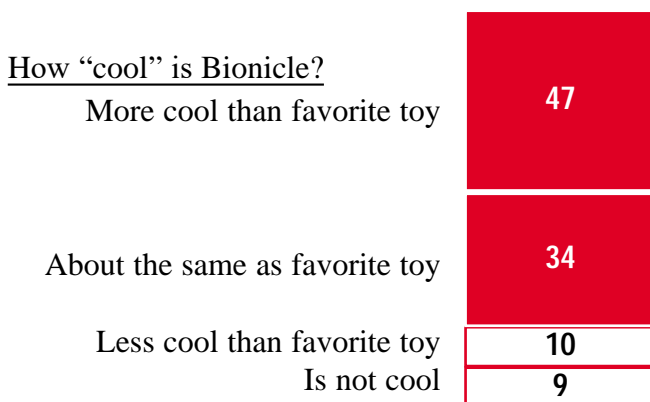 How “cool” is Bionicle?
More cool than favorite toy 47
About the same as favorite toy 34
Less cool than favorite toy 10
Is not cool 9